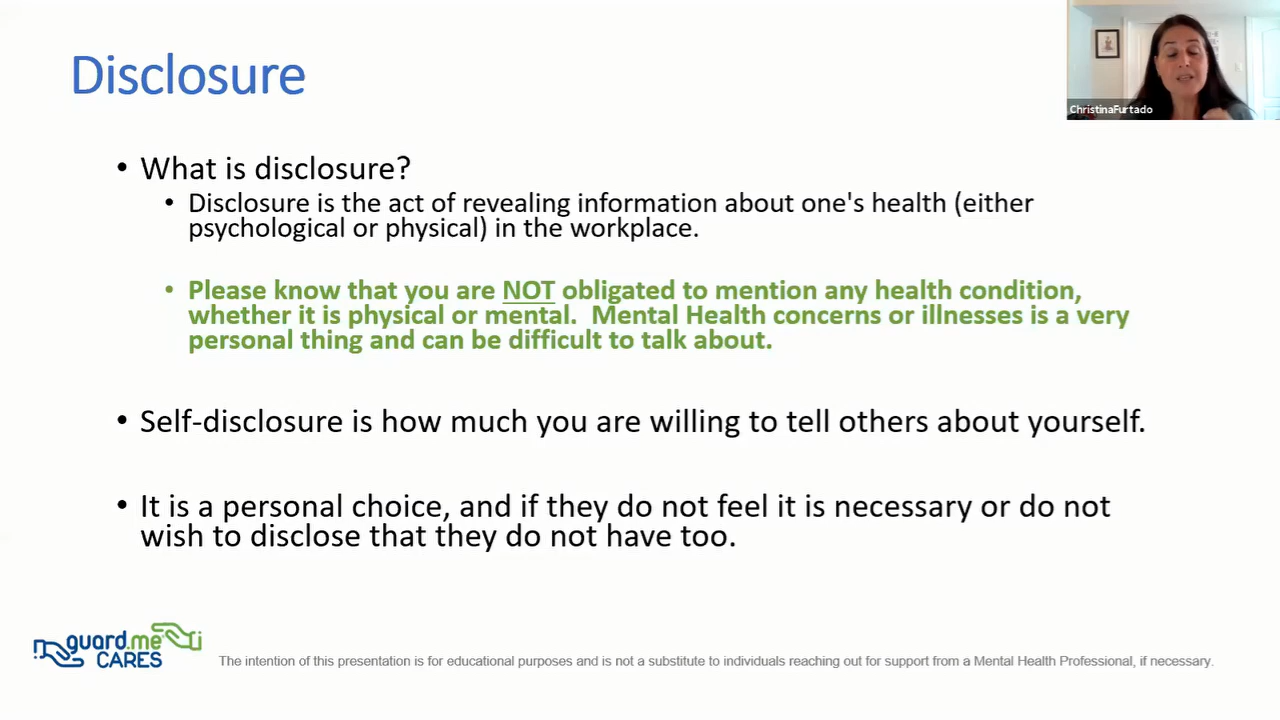 Disclosure
ChristinaFurtado
• What is disclosure?
• Disclosure is the act of revealing information about one's health (either
psychological or physical) in the workplace.
• Please know that you are NOT obligated to mention any health condition,
whether it is physical or mental.  Mental Health concerns or illnesses is a very
personal thing and can be difficult to talk about.
• Self-disclosure is how much you are willing to tell others about yourself.
• It is a personal choice, and if they do not feel it is necessary or do not
wish to disclose that they do not have too.
guard.me
CARES
The intention of this presentation is for educational purposes and is not a substitute to individuals reaching out for support from a Mental Health Professional, if necessary.